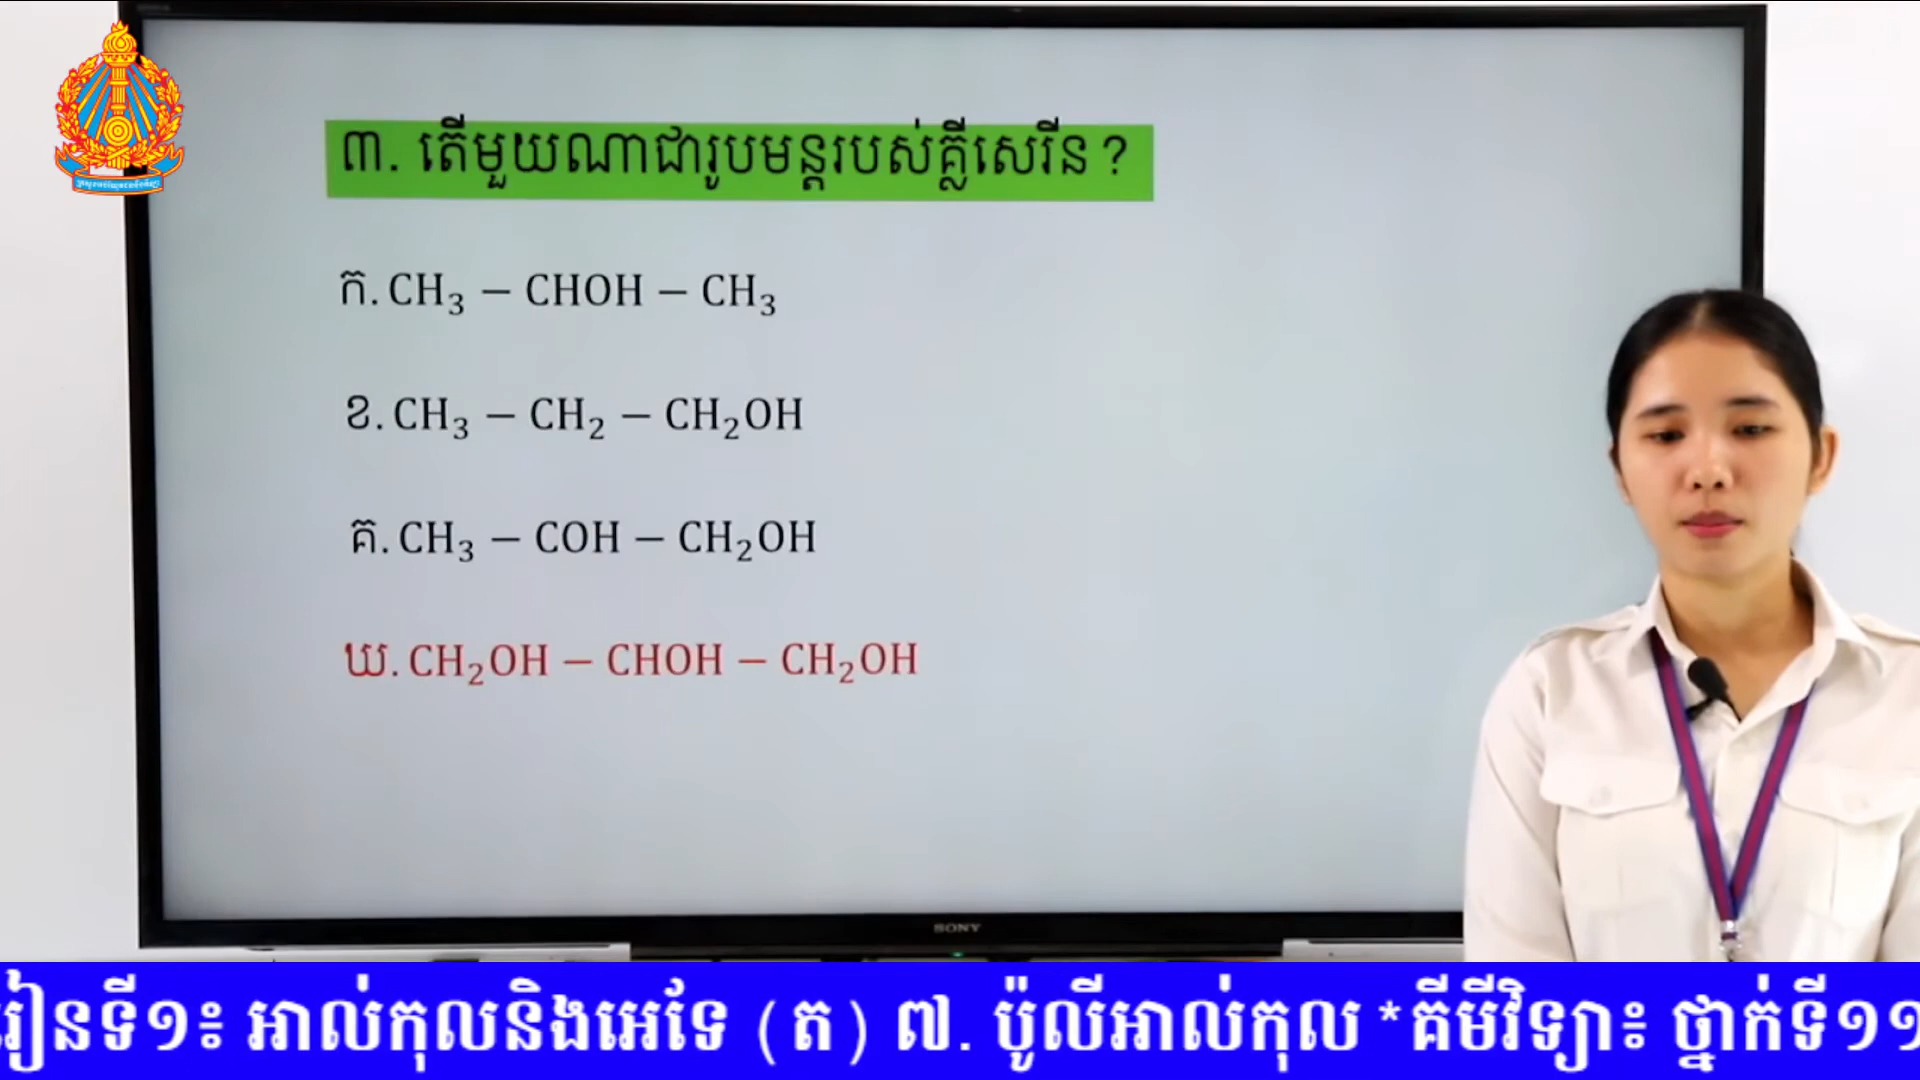 ៣. តើមួយណាជារូបមន្តរបស់គ្លីសេរីន ?
ក. CH₃ − CHOH − CH₃
ខ. CH₃ − CH₂ − CH₂OH
គ. CH₃ − COH − CH₂OH
ឃ. CH₂OH − CHOH − CH₂OH
SONY
រៀនទី១៖ អាល់កុលនិងអេទែ (ត) ៧. ប៉ូលីអាល់កុល *គីមីវិទ្យា៖ ថ្នាក់ទី១១